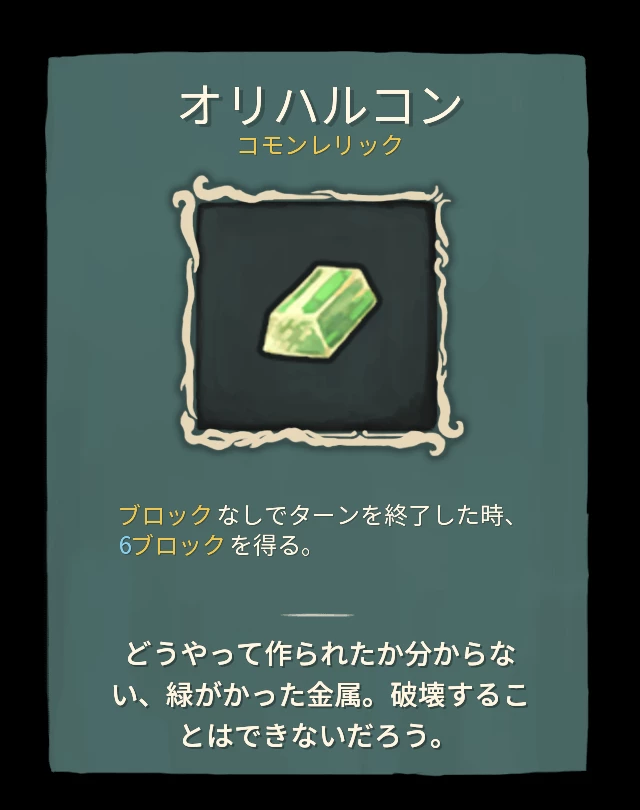 オリハルコン
コモンレリック
ブロックなしでターンを終了した時、
6ブロックを得る。
どうやって作られたか分からな
い、緑がかった金属。破壊するこ
とはできないだろう。